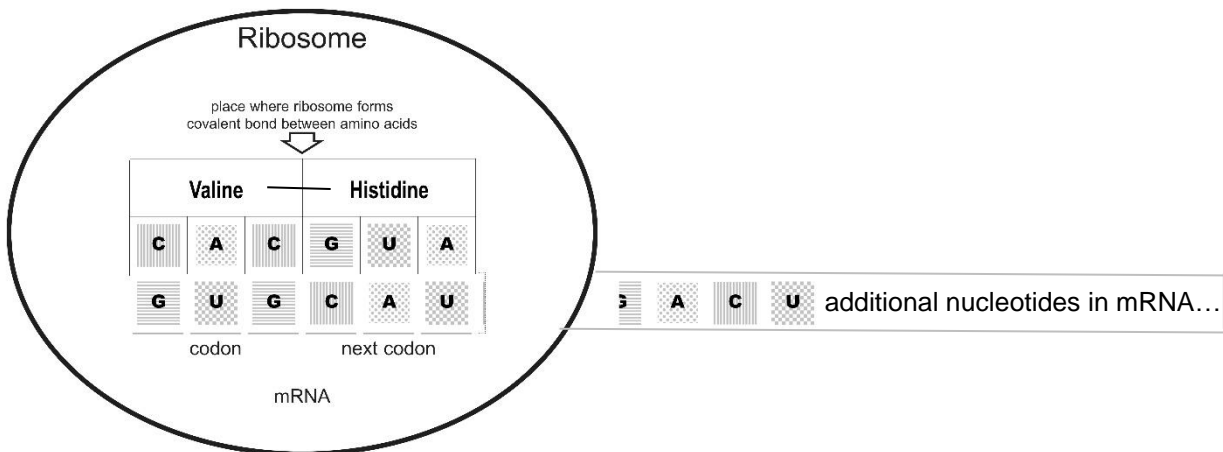 Ribosome
place where ribosome forms
covalent bond between amino acids
Valine Histidine
C A C G U A
G U G C A U
G A C U additional nucleotides in mRNA…
codon next codon
mRNA